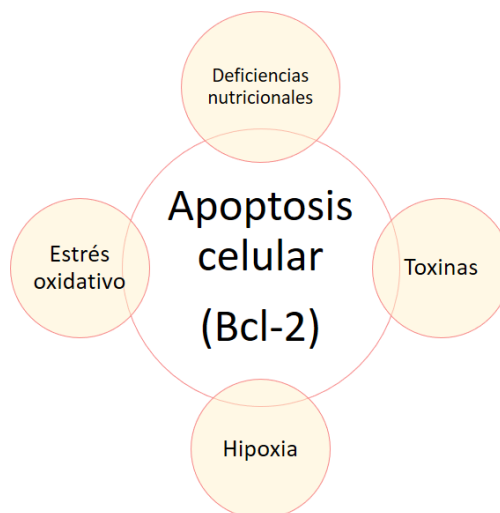 Deficiencias
nutricionales
Apoptosis
celular
(Bcl-2)
Estrés
oxidativo
Toxinas
Hipoxia